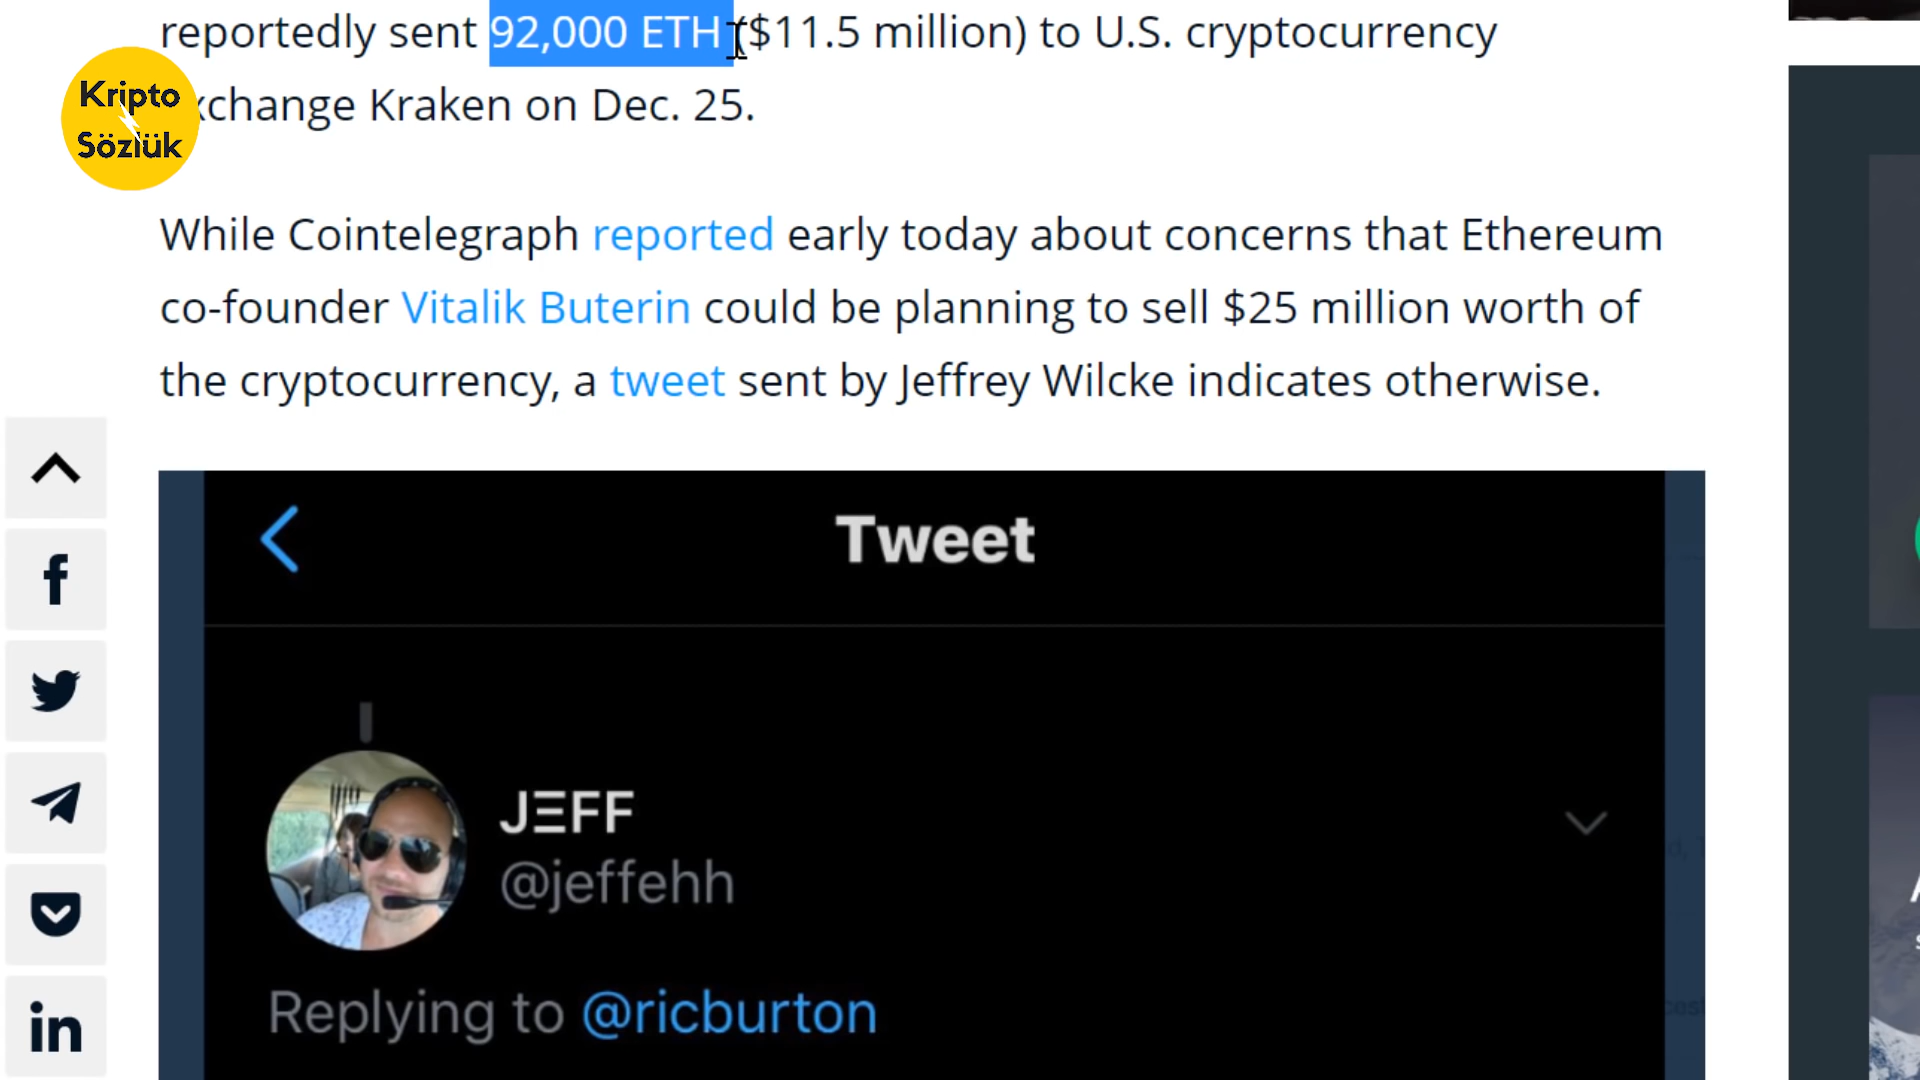 reportedly sent 92,000 ETH ($11.5 million) to U.S. cryptocurrency
Kripto
Sözlük
xchange Kraken on Dec. 25.
While Cointelegraph reported early today about concerns that Ethereum
co-founder Vitalik Buterin could be planning to sell $25 million worth of
the cryptocurrency, a tweet sent by Jeffrey Wilcke indicates otherwise.
Tweet
JΞFF
@jeffehh
Replying to @ricburton